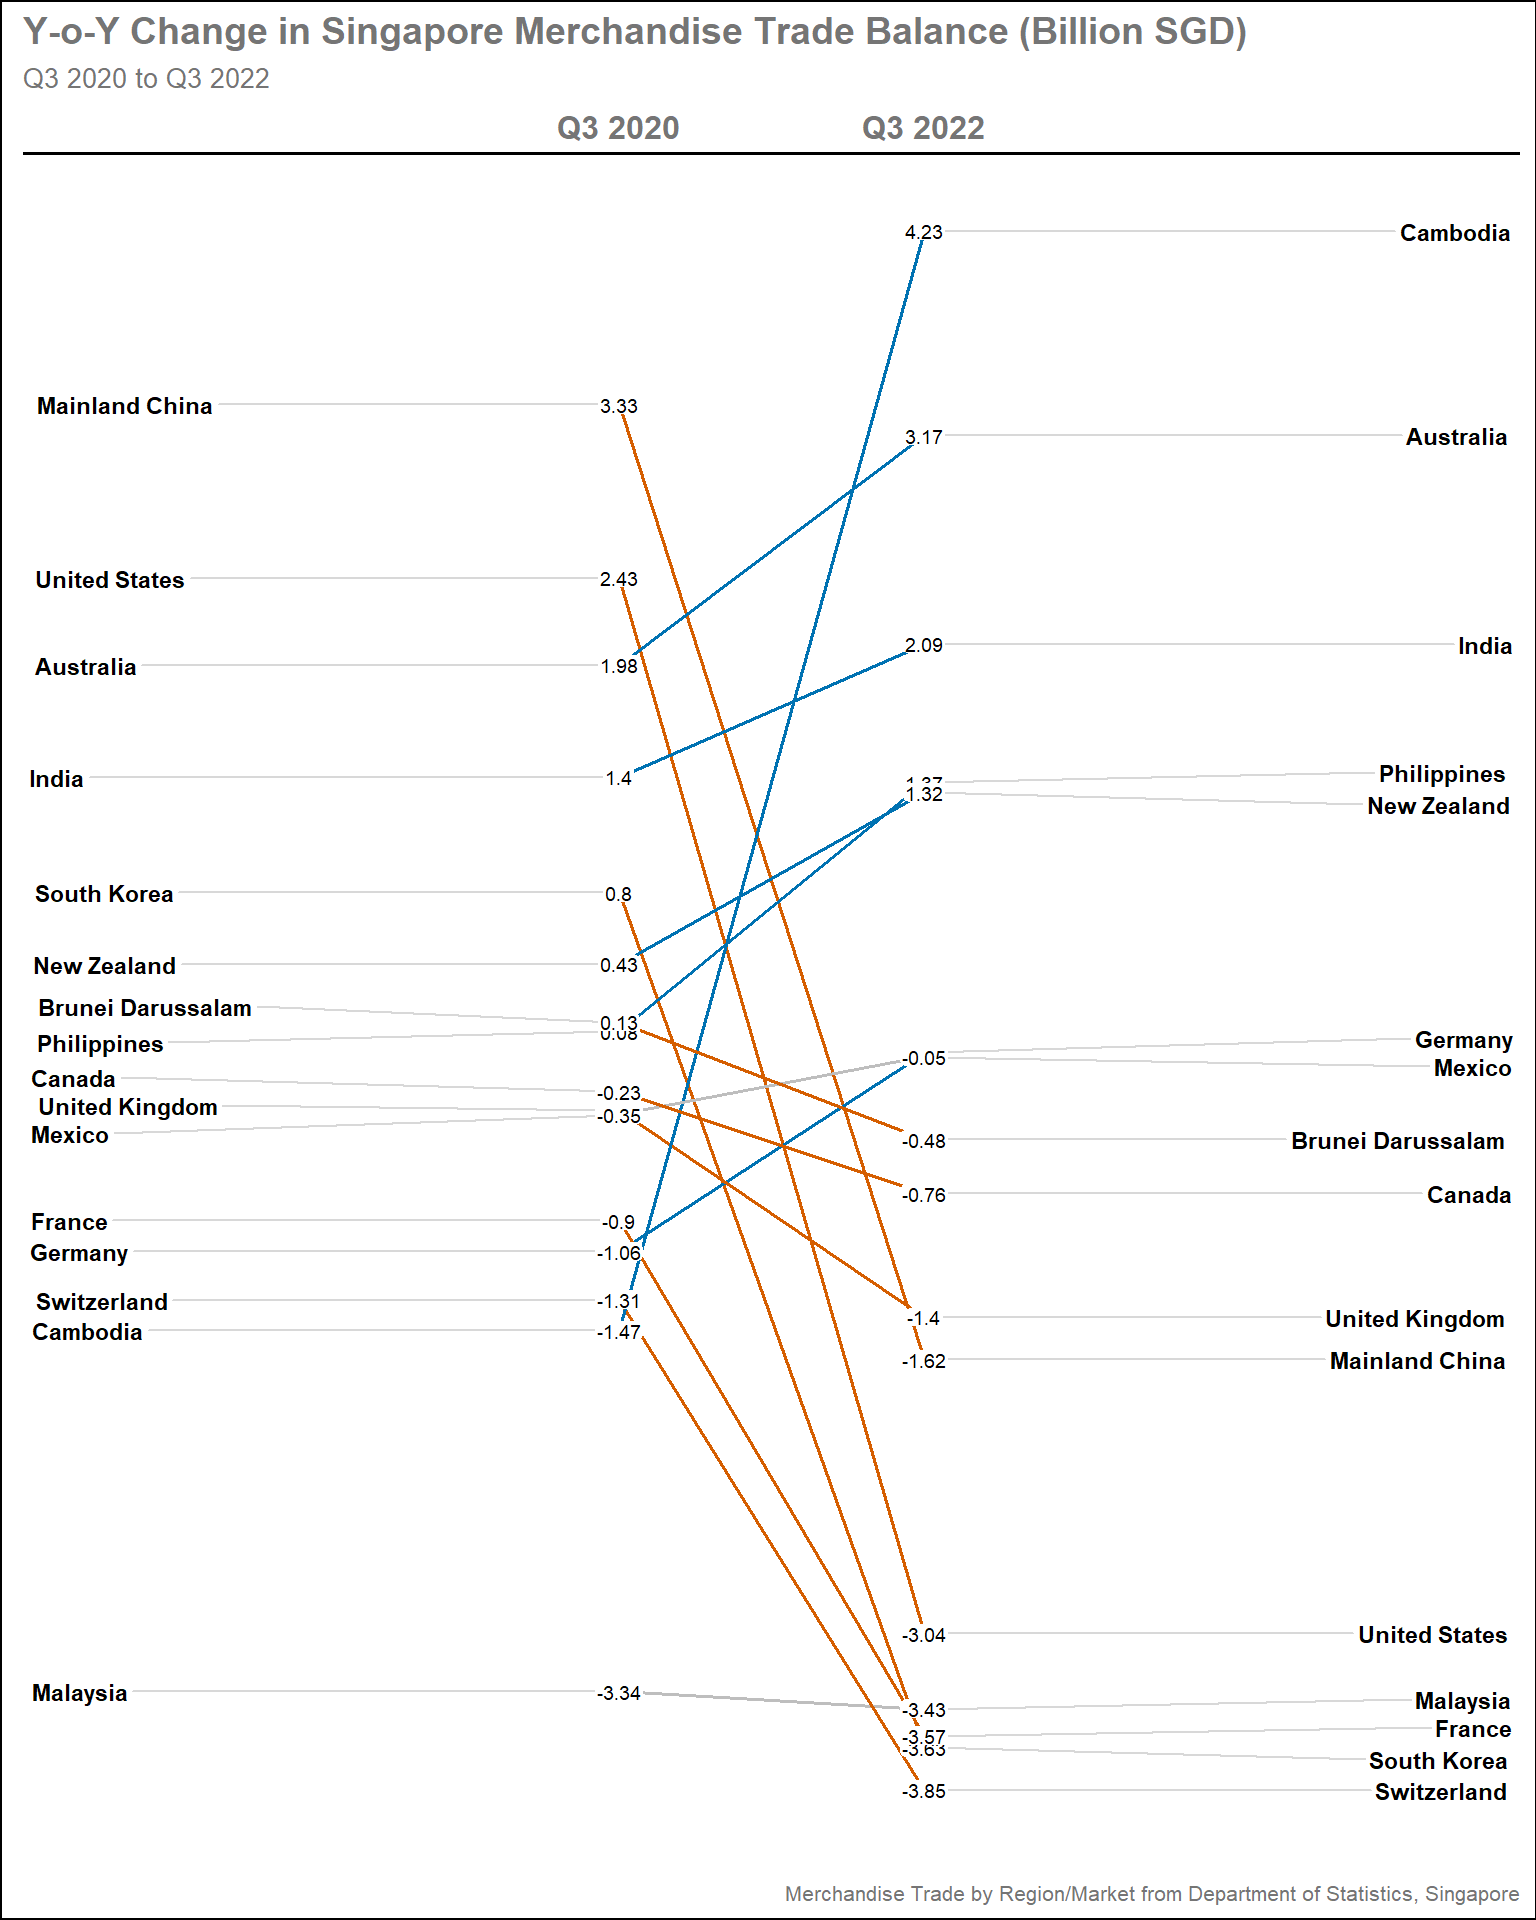 Y-o-Y Change in Singapore Merchandise Trade Balance (Billion SGD)
Q3 2020 to Q3 2022
Q3 2020 Q3 2022
4.23 Cambodia
Mainland China 3.33
3.17 Australia
United States 2.43
2.09 India
Australia 1.98
1.37 Philippines
India 1.4
1.32 New Zealand
South Korea 0.8
New Zealand 0.43
Brunei Darussalam 0.13
Philippines 0.08
Germany
-0.05 Mexico
Canada -0.23
United Kingdom
Mexico -0.35
-0.48 Brunei Darussalam
-0.76 Canada
France -0.9
Germany -1.06
Switzerland -1.31
-1.4 United Kingdom
Cambodia -1.47
-1.62 Mainland China
-3.04 United States
Malaysia -3.34
-3.43 Malaysia
-3.57 France
-3.63 South Korea
-3.85 Switzerland
Merchandise Trade by Region/Market from Department of Statistics, Singapore